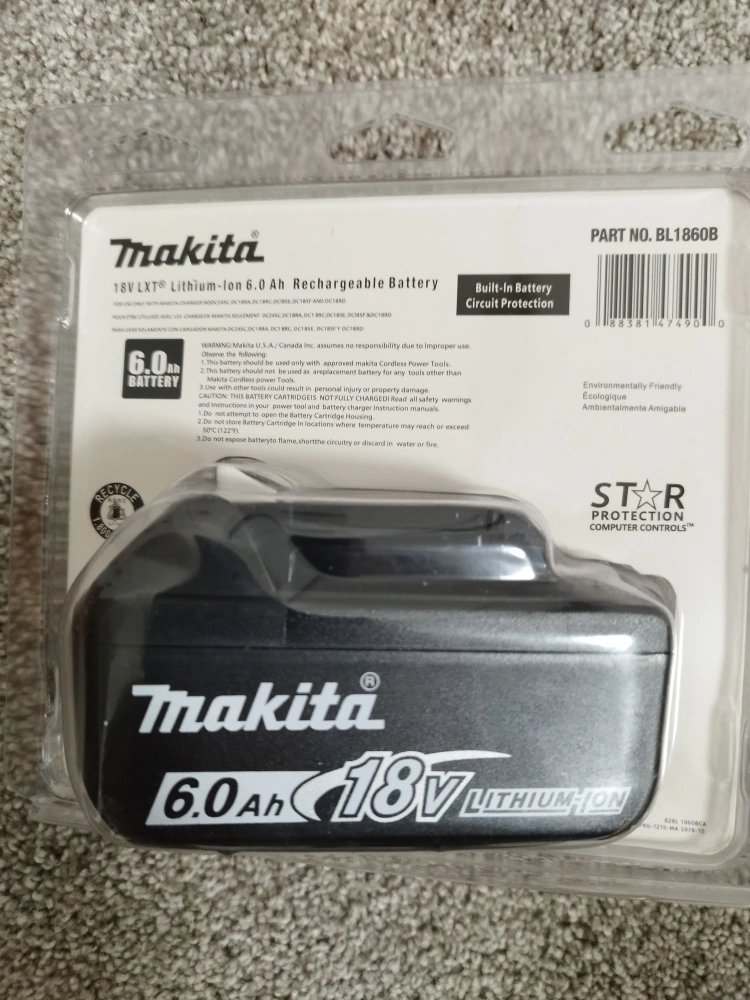 makita®
PART NO. BL1860B
18V LXT® Lithium-Ion 6.0 Ah Rechargeable Battery
Built-In Battery
Circuit Protection
0 88381 47490 0
6.0Ah
BATTERY
WARNING:Makita U.S.A./Canada Inc. assumes no responsibility due to Improper use.
Observe the following:
1.This battery should be used only with approved makita Cordless Power Tools.
2.This battery should not be used as areplacement battery for any tools other than
Makita Cordless power Tools.
3.Use with other tools could result in personal injury or property damage.
CAUTION: THIS BATTERY CARTRIDGEIS NOT FULLY CHARGED! Read all safety warnings
and Instructions in your power tool and battery charger Instruction manuals.
1.Do not attempt to open the Battery Cartridge Housing.
2.Do not store Battery Cartridge In locations where temperature may reach or exceed
50°C (122°F).
3.Do not expose batteryto flame,shortthe circuitry or discard in water or fire.
Environmentally Friendly
Écologique
Ambientalmente Amigable
RECYCLE
STAR
PROTECTION
COMPUTER CONTROLS™
makita®
6.0Ah 18V LITHIUM-ION